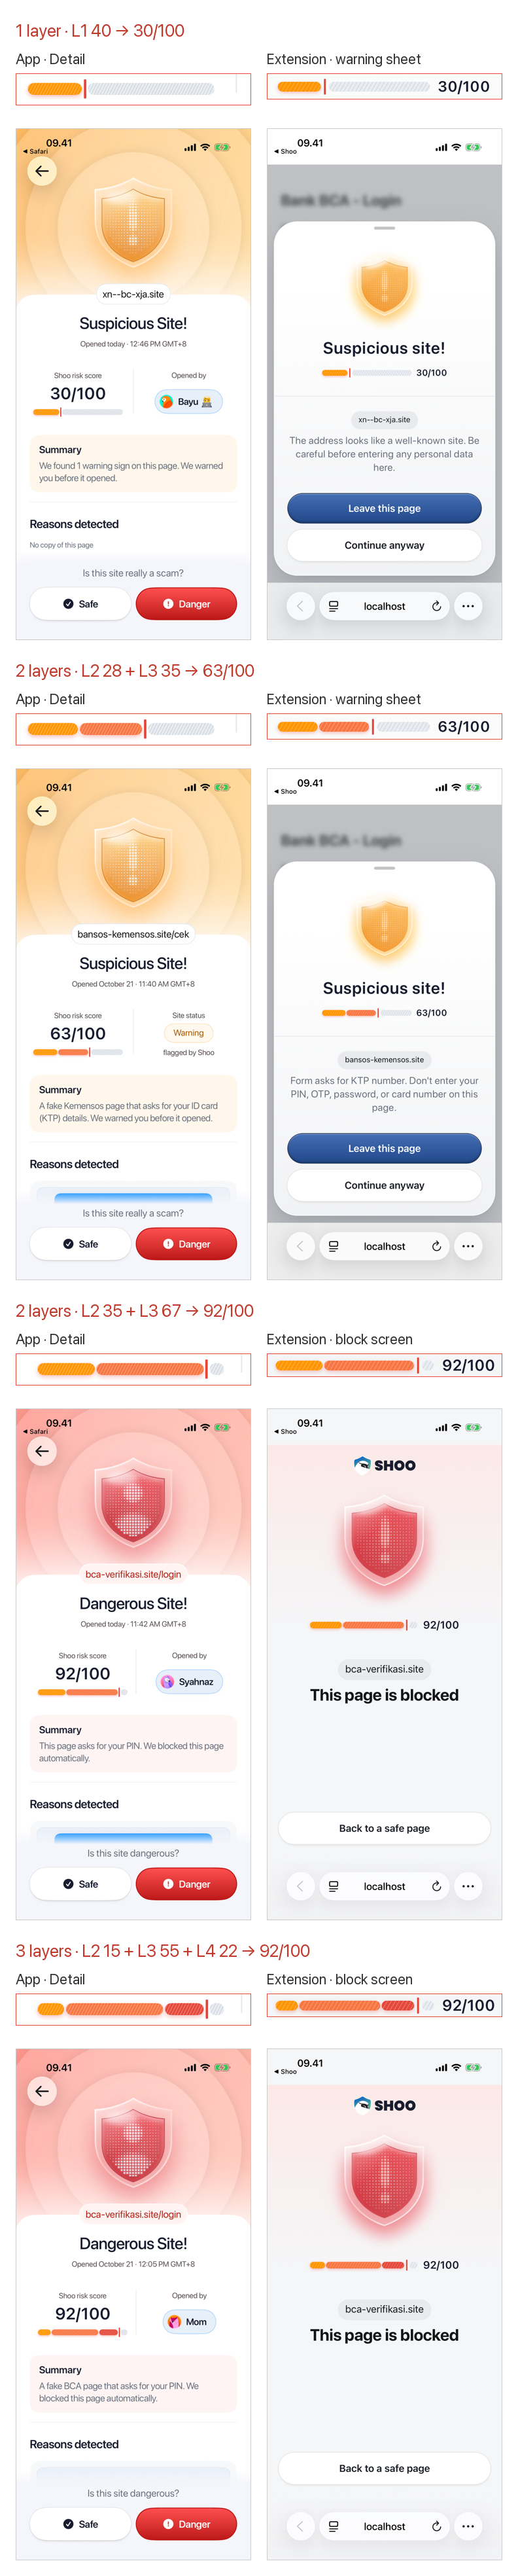 1 layer · L1 40 → 30/100
App · Detail
Extension · warning sheet
30/100
09.41
Safari
xn--bc-xja.site
Suspicious Site!
Opened today · 12:46 PM GMT+8
Shoo risk score
30/100
Opened by
Bayu
Summary
We found 1 warning sign on this page. We warned
you before it opened.
Reasons detected
No copy of this page
Is this site really a scam?
Safe
Danger
09.41
Shoo
Bank BCA - Login
Suspicious site!
30/100
xn--bc-xja.site
The address looks like a well-known site. Be
careful before entering any personal data
here.
Leave this page
Continue anyway
localhost
2 layers · L2 28 + L3 35 → 63/100
App · Detail
Extension · warning sheet
63/100
09.41
bansos-kemensos.site/cek
Suspicious Site!
Opened October 21 · 11:40 AM GMT+8
Shoo risk score
63/100
Site status
Warning
flagged by Shoo
Summary
A fake Kemensos page that asks for your ID card
(KTP) details. We warned you before it opened.
Reasons detected
Is this site really a scam?
Safe
Danger
09.41
Shoo
Bank BCA - Login
Suspicious site!
63/100
bansos-kemensos.site
Form asks for KTP number. Don't enter your
PIN, OTP, password, or card number on this
page.
Leave this page
Continue anyway
localhost
2 layers · L2 35 + L3 67 → 92/100
App · Detail
Extension · block screen
92/100
09.41
Safari
bca-verifikasi.site/login
Dangerous Site!
Opened today · 11:42 AM GMT+8
Shoo risk score
92/100
Opened by
Syahnaz
Summary
This page asks for your PIN. We blocked this page
automatically.
Reasons detected
Is this site dangerous?
Safe
Danger
09.41
Shoo
SHOO
92/100
bca-verifikasi.site
This page is blocked
Back to a safe page
localhost
3 layers · L2 15 + L3 55 + L4 22 → 92/100
App · Detail
Extension · block screen
92/100
09.41
bca-verifikasi.site/login
Dangerous Site!
Opened October 21 · 12:05 PM GMT+8
Shoo risk score
92/100
Opened by
Mom
Summary
A fake BCA page that asks for your PIN. We
blocked this page automatically.
Reasons detected
Is this site dangerous?
Safe
Danger
09.41
Shoo
SHOO
92/100
bca-verifikasi.site
This page is blocked
Back to a safe page
localhost